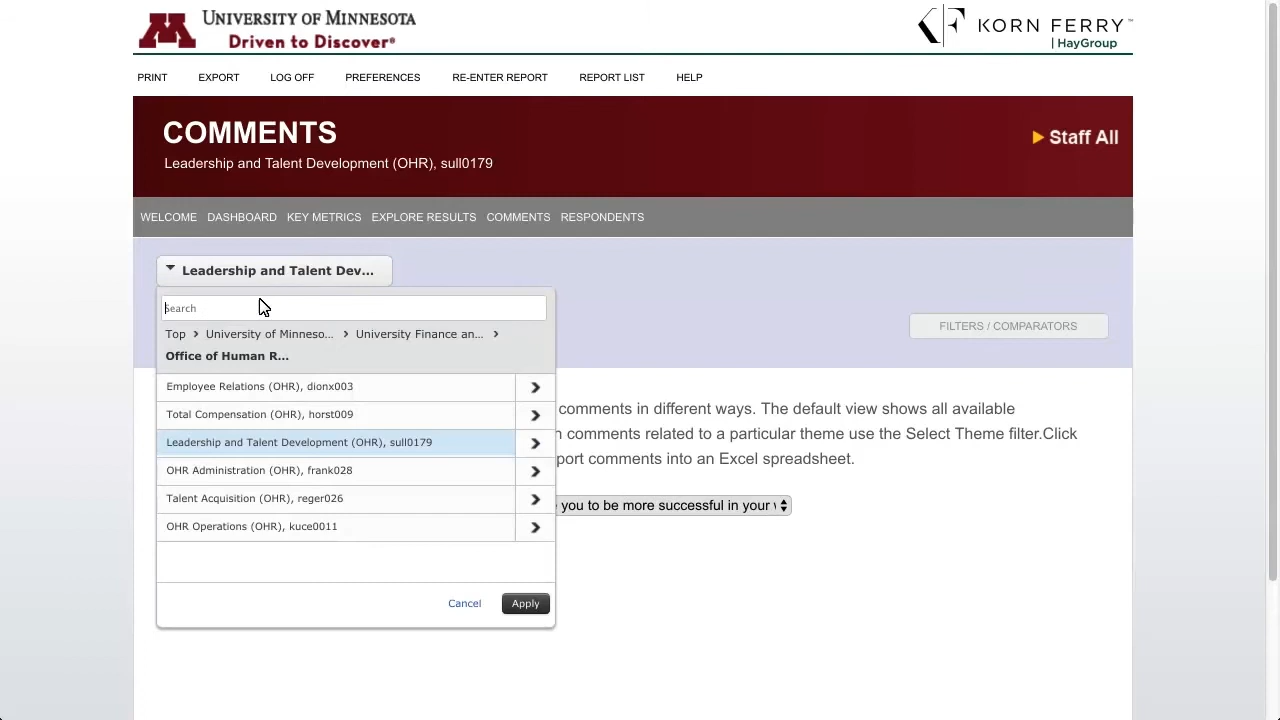 UNIVERSITY OF MINNESOTA
Driven to Discover®
KORN FERRY™
| HayGroup
PRINT EXPORT LOG OFF PREFERENCES RE-ENTER REPORT REPORT LIST HELP
COMMENTS
Leadership and Talent Development (OHR), sull0179
Staff All
WELCOME DASHBOARD KEY METRICS EXPLORE RESULTS COMMENTS RESPONDENTS
Leadership and Talent Dev...
Search
FILTERS / COMPARATORS
Top > University of Minneso... > University Finance an... >
Office of Human R...
Employee Relations (OHR), dionx003
Total Compensation (OHR), horst009
comments in different ways. The default view shows all available
comments related to a particular theme use the Select Theme filter.Click
Leadership and Talent Development (OHR), sull0179
port comments into an Excel spreadsheet.
OHR Administration (OHR), frank028
Talent Acquisition (OHR), reger026
you to be more successful in your
OHR Operations (OHR), kuce0011
Cancel Apply